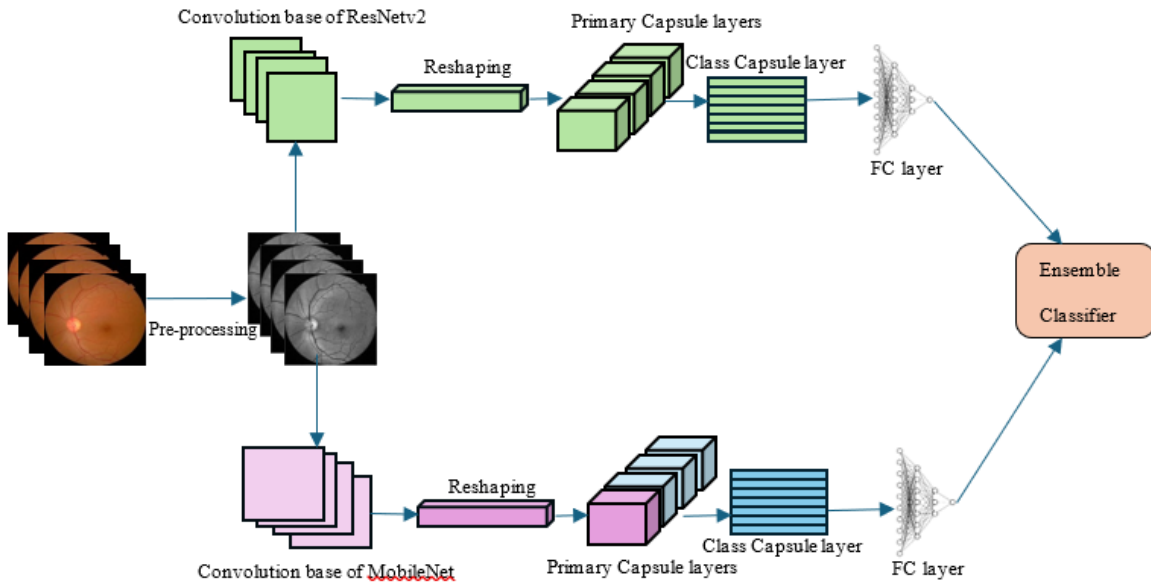 Convolution base of ResNetv2
Primary Capsule layers
Reshaping
Class Capsule layer
FC layer
Pre-processing
Ensemble
Classifier
Reshaping
Class Capsule layer
FC layer
Convolution base of MobileNet
Primary Capsule layers